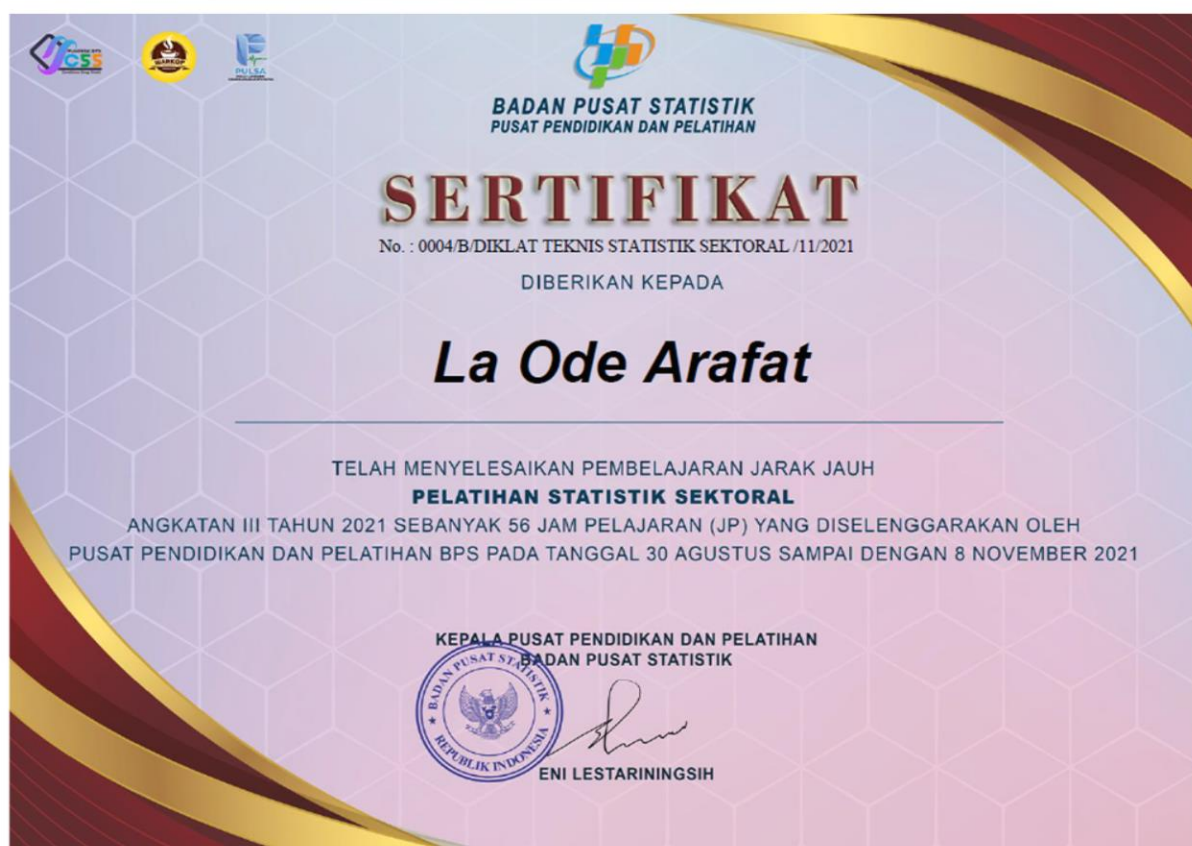 CSS
WARKOP
PULSA
BADAN PUSAT STATISTIK
PUSAT PENDIDIKAN DAN PELATIHAN
SERTIFIKAT
No. : 0004/B/DIKLAT TEKNIS STATISTIK SEKTORAL /11/2021
DIBERIKAN KEPADA
La Ode Arafat
TELAH MENYELESAIKAN PEMBELAJARAN JARAK JAUH
PELATIHAN STATISTIK SEKTORAL
ANGKATAN III TAHUN 2021 SEBANYAK 56 JAM PELAJARAN (JP) YANG DISELENGGARAKAN OLEH
PUSAT PENDIDIKAN DAN PELATIHAN BPS PADA TANGGAL 30 AGUSTUS SAMPAI DENGAN 8 NOVEMBER 2021
KEPALA PUSAT PENDIDIKAN DAN PELATIHAN
BADAN PUSAT STATISTIK
BADAN PUSAT STATISTIK
REPUBLIK INDONESIA
ENI LESTARININGSIH